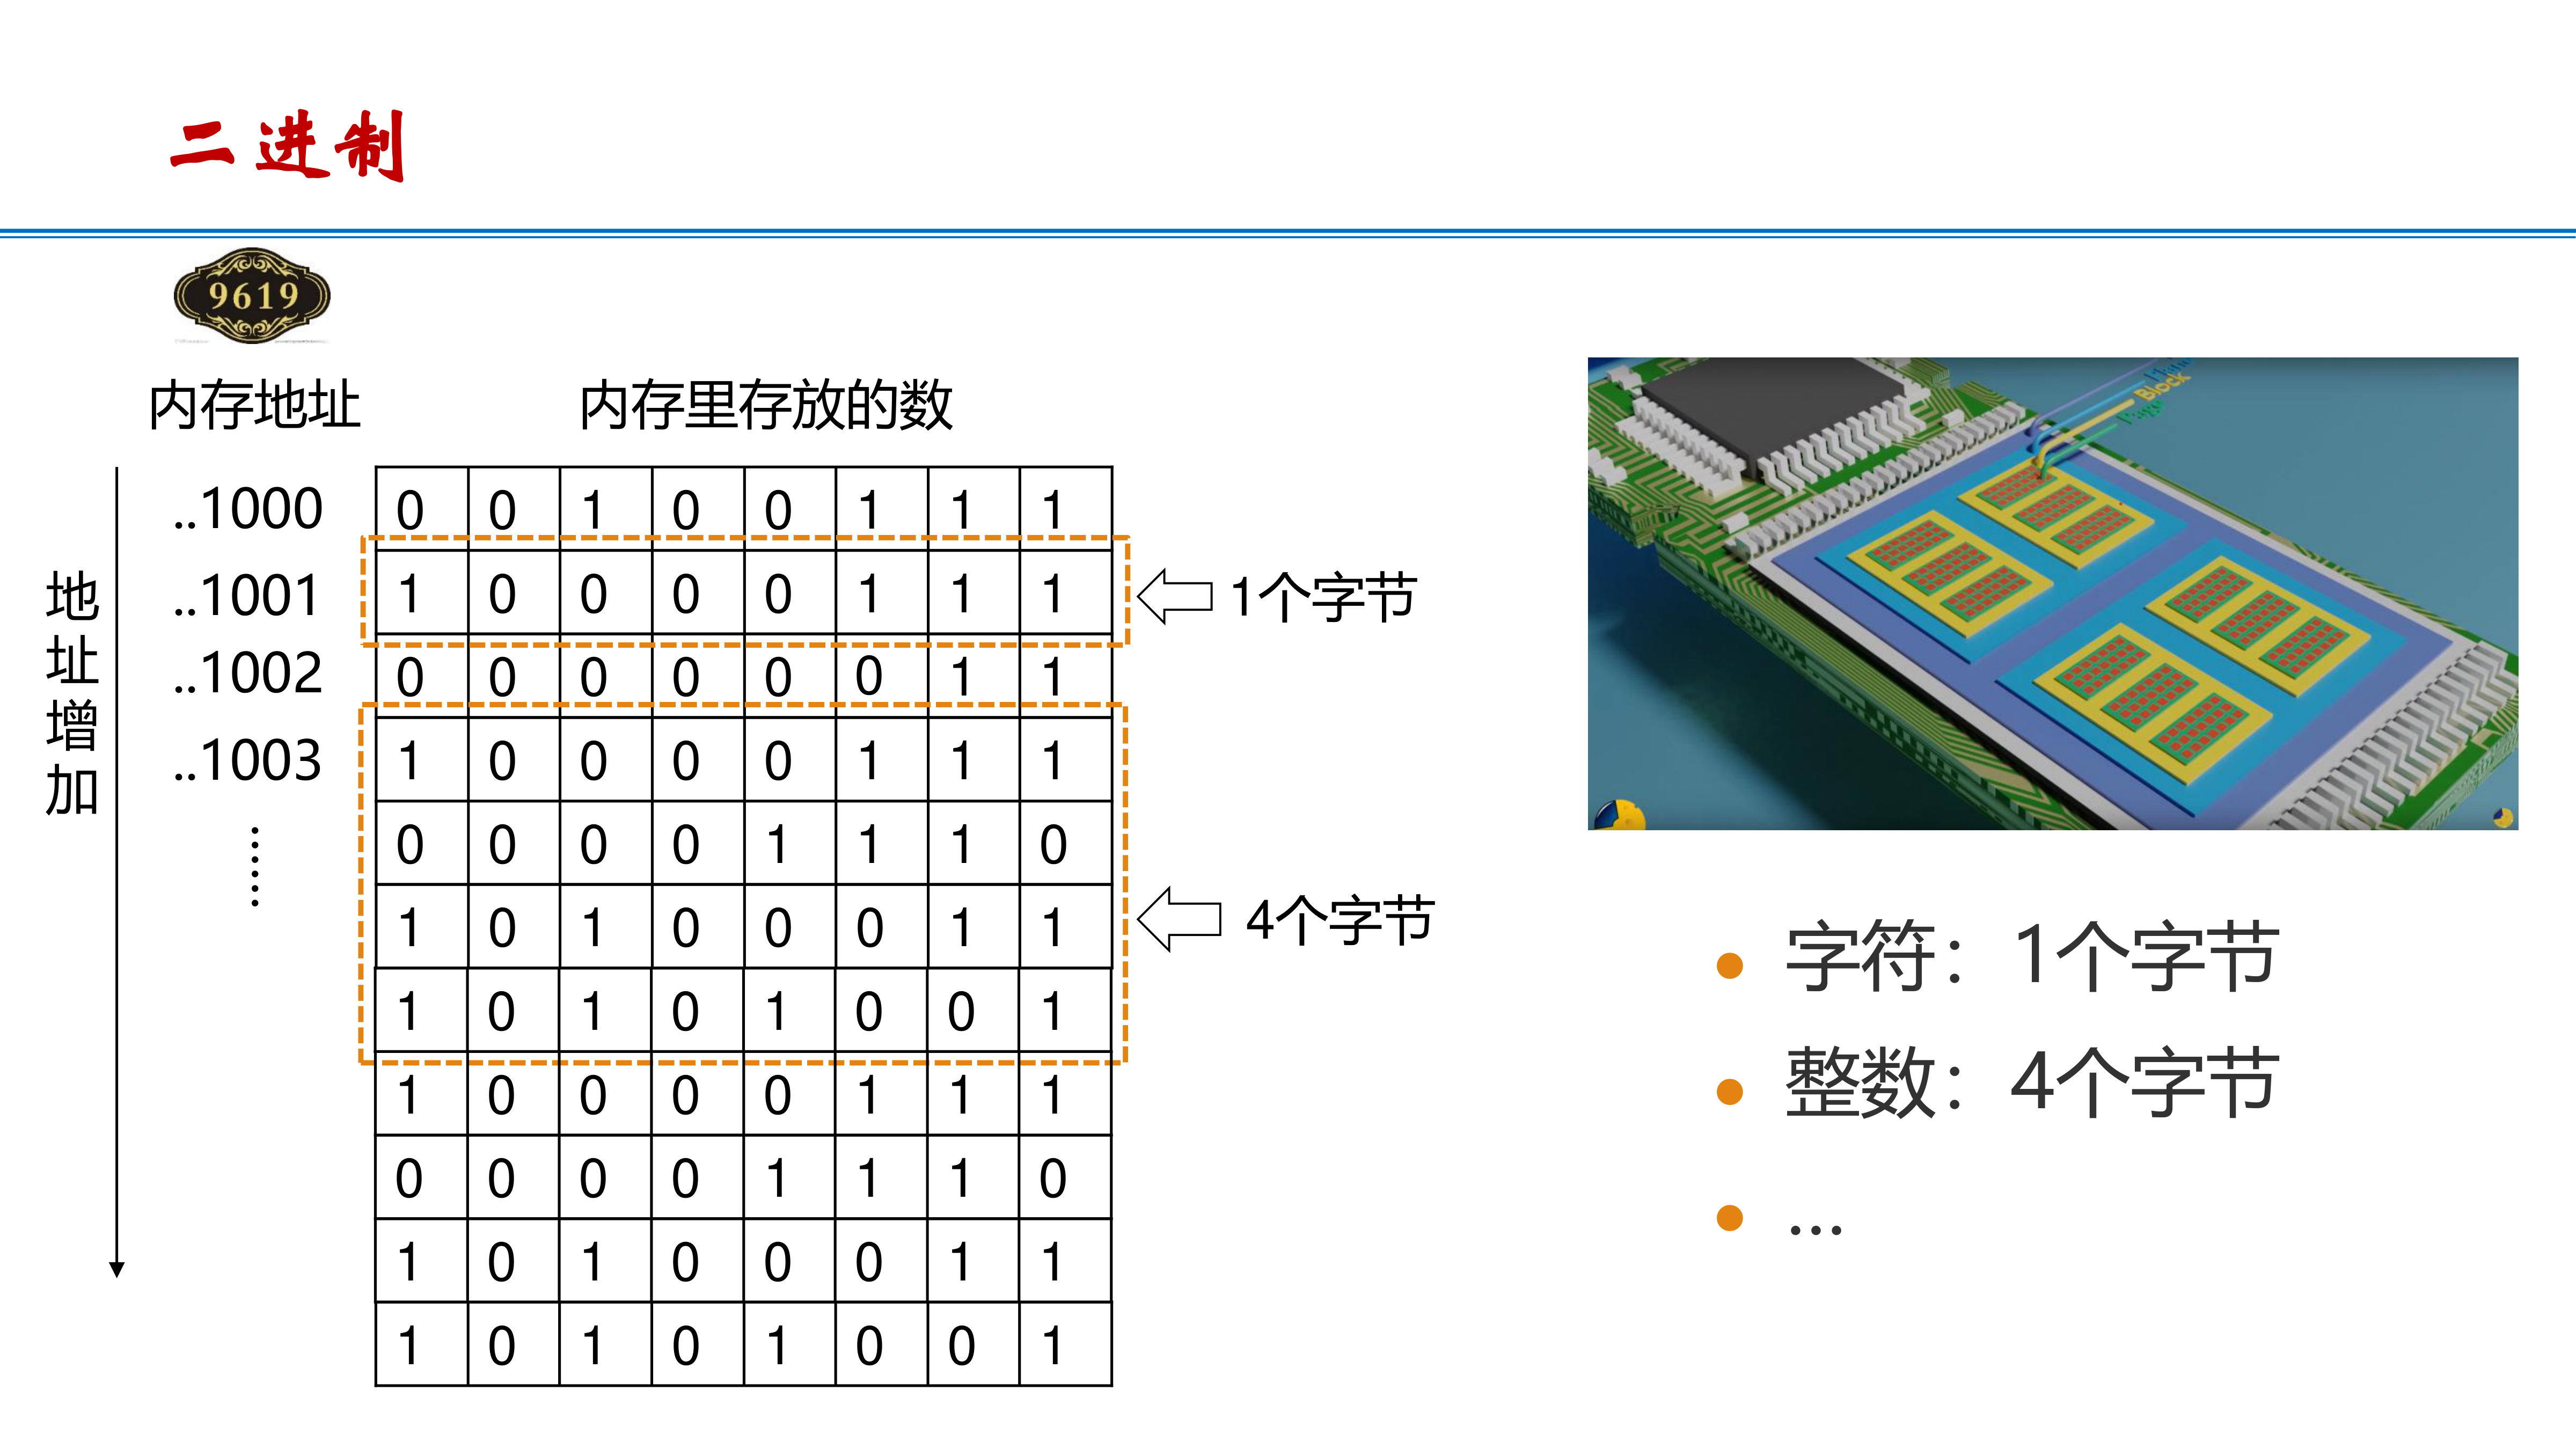 二进制
9619
内存地址 内存里存放的数
地址增加
..1000 0 0 1 0 0 1 1 1
..1001 1 0 0 0 0 1 1 1 1个字节
..1002 0 0 0 0 0 0 1 1
..1003 1 0 0 0 0 1 1 1
...... 0 0 0 0 1 1 1 0
1 0 1 0 0 0 1 1 4个字节
1 0 1 0 1 0 0 1
1 0 0 0 0 1 1 1
0 0 0 0 1 1 1 0
1 0 1 0 0 0 1 1
1 0 1 0 1 0 0 1
Block
Page
• 字符：1个字节
• 整数：4个字节
• ...